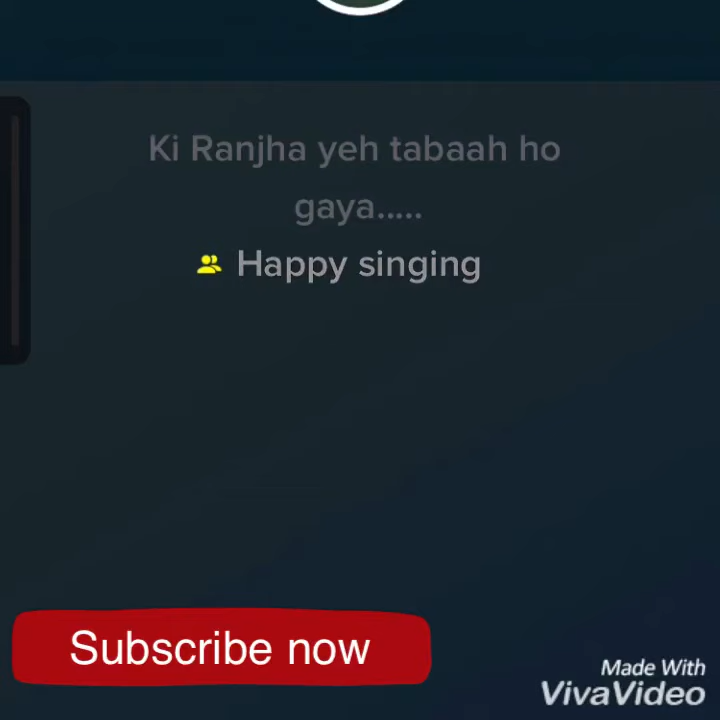 Ki Ranjha yeh tabaah ho
gaya.....
Happy singing
Subscribe now
Made With
VivaVideo